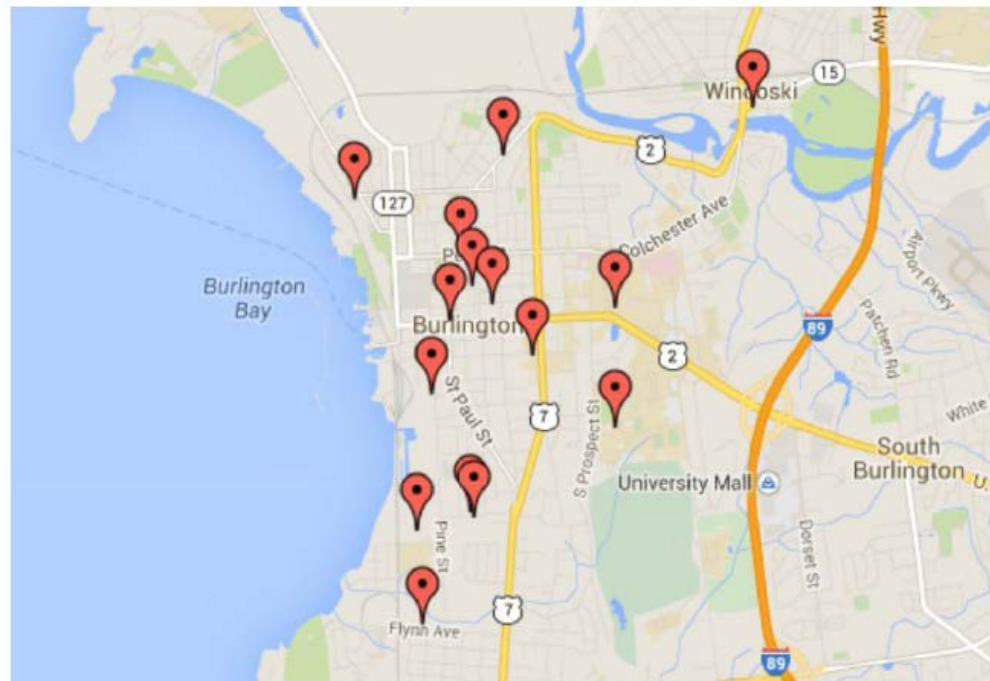 Hwy
15
Winooski
2
127
Colchester Ave
Airport Pkwy
Burlington
Bay
Burlington
89
Patchen Rd
2
St Paul St
7
S Prospect St
White
South
Burlington
University Mall
U.
Pine St
Dorset St
7
Flynn Ave
89